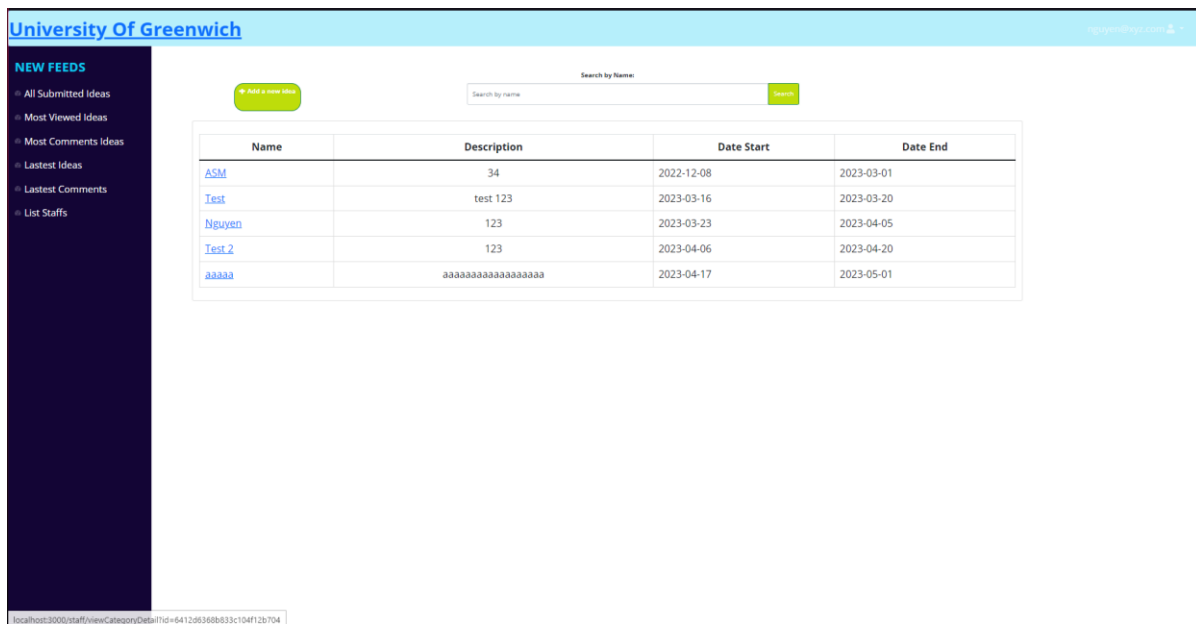 University Of Greenwich
nguyen@xyz.com
NEW FEEDS
All Submitted Ideas
Most Viewed Ideas
Most Comments Ideas
Lastest Ideas
Lastest Comments
List Staffs
Search by Name:
+ Add a new idea
Search by name
Search
Name Description Date Start Date End
ASM 34 2022-12-08 2023-03-01
Test test 123 2023-03-16 2023-03-20
Nguyen 123 2023-03-23 2023-04-05
Test 2 123 2023-04-06 2023-04-20
aaaaa aaaaaaaaaaaaaaaaaa 2023-04-17 2023-05-01
localhost:3000/staff/viewCategoryDetail?id=6412d6368b833c104f12b704